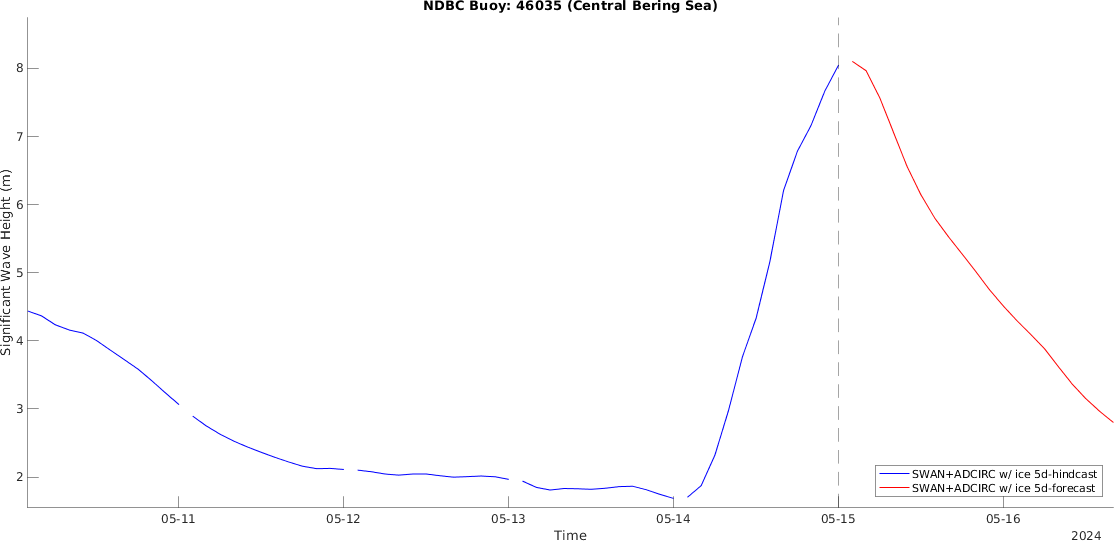 NDBC Buoy: 46035 (Central Bering Sea)
Significant Wave Height (m)
8
7
6
5
4
3
2
SWAN+ADCIRC w/ ice 5d-hindcast
SWAN+ADCIRC w/ ice 5d-forecast
05-11 05-12 05-13 05-14 05-15 05-16
Time
2024